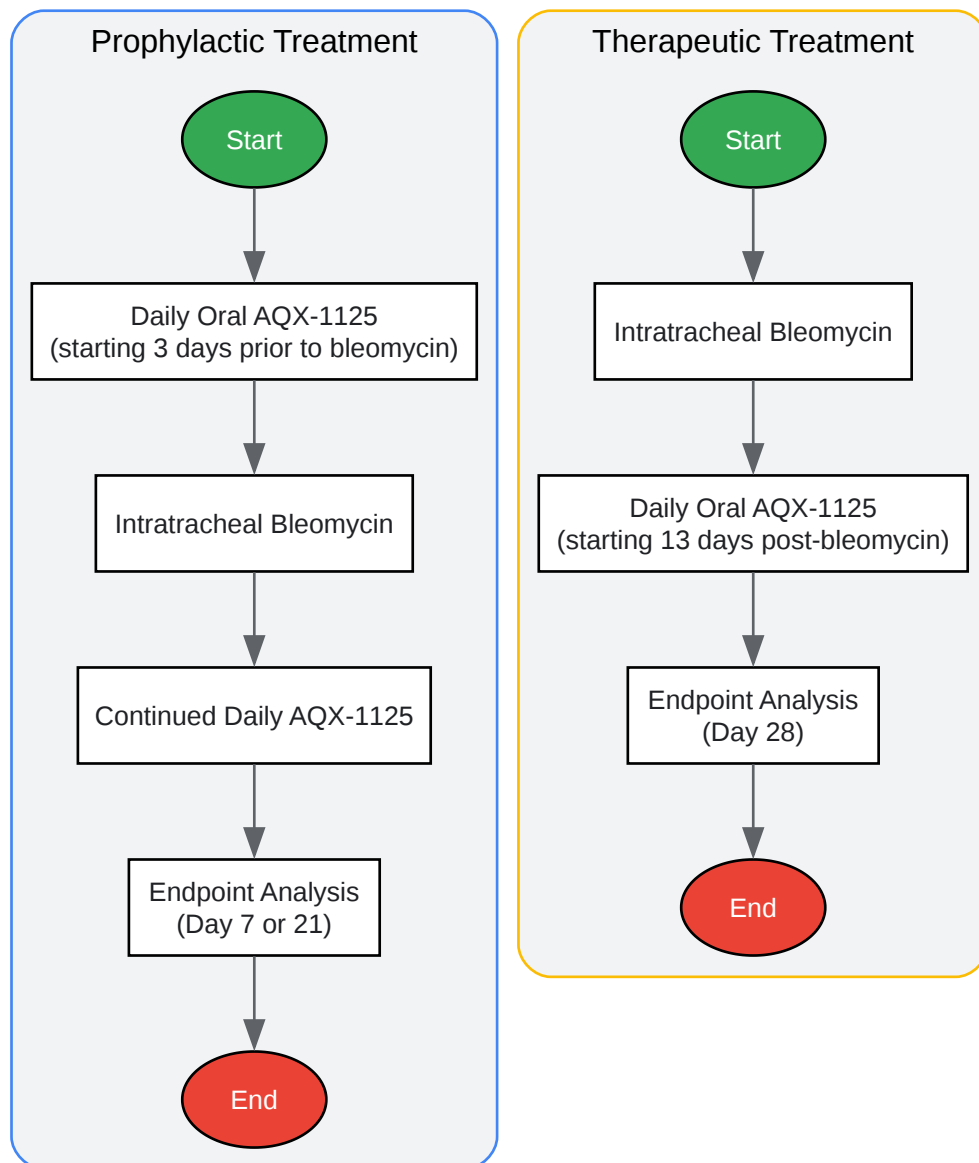 Prophylactic Treatment
Start
Daily Oral AQX-1125
(starting 3 days prior to bleomycin)
Intratracheal Bleomycin
Continued Daily AQX-1125
Endpoint Analysis
(Day 7 or 21)
End
Therapeutic Treatment
Start
Intratracheal Bleomycin
Daily Oral AQX-1125
(starting 13 days post-bleomycin)
Endpoint Analysis
(Day 28)
End